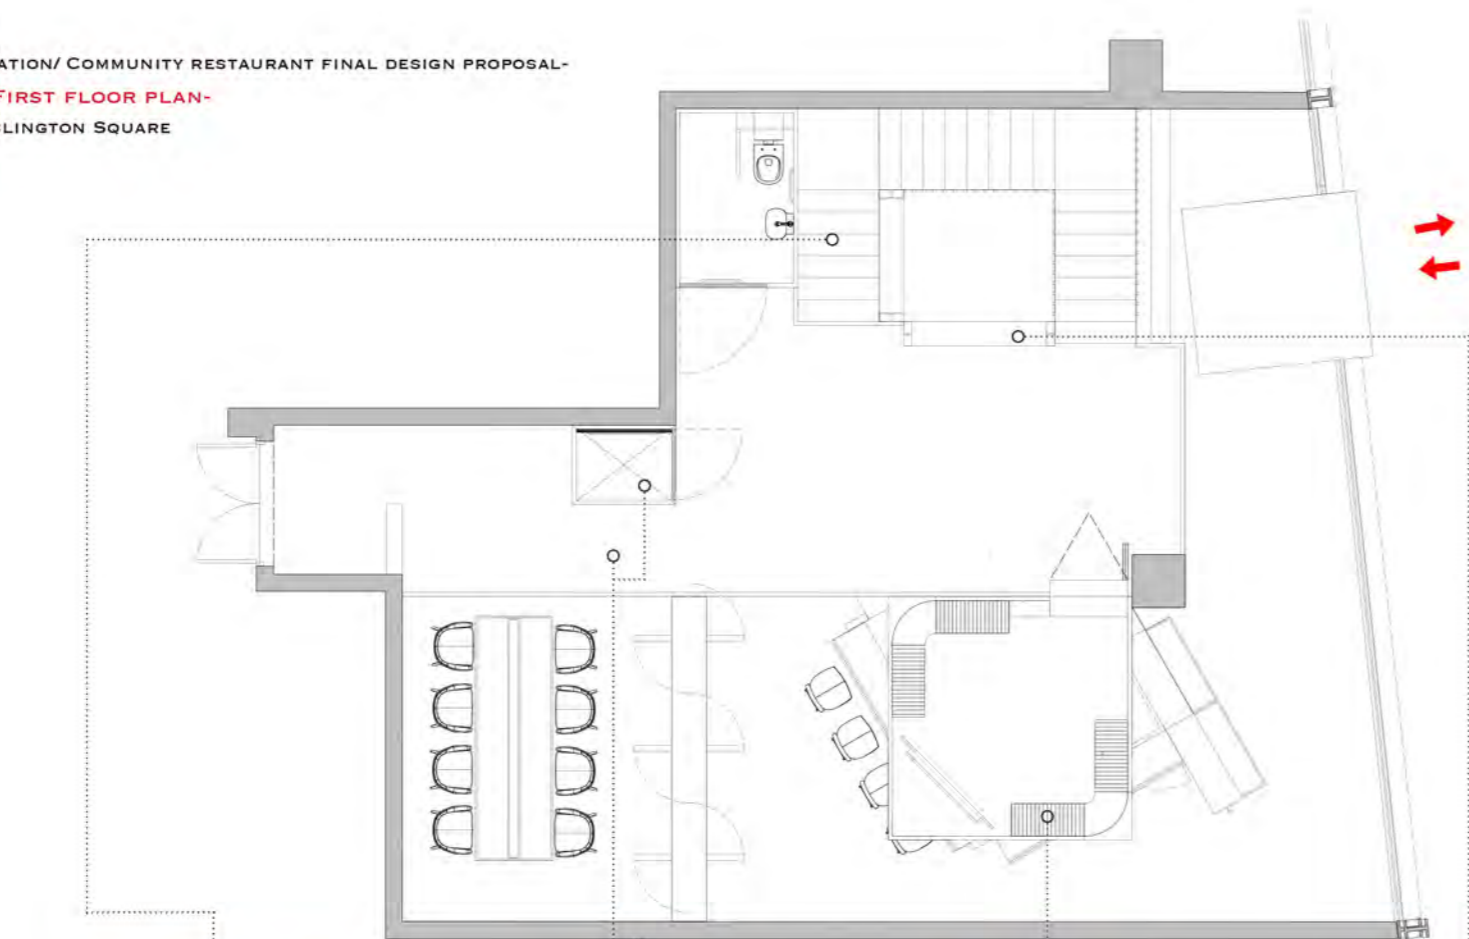 ATION/ COMMUNITY RESTAURANT FINAL DESIGN PROPOSAL-
FIRST FLOOR PLAN-
LINGTON SQUARE